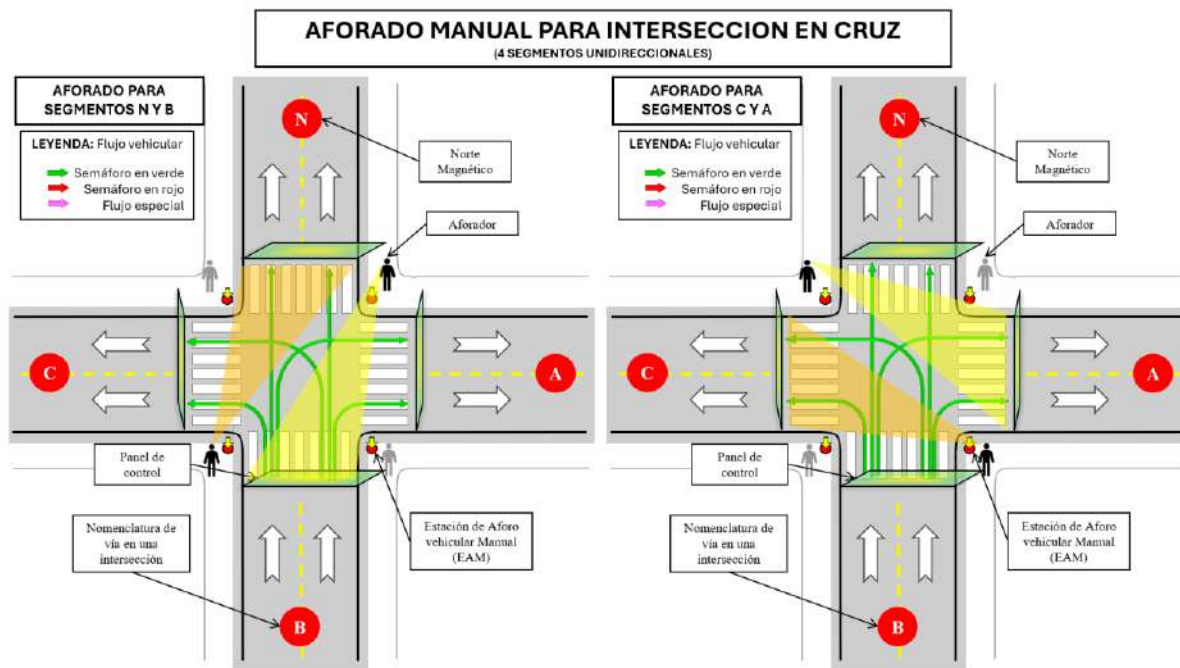 AFORADO MANUAL PARA INTERSECCION EN CRUZ
(4 SEGMENTOS UNIDIRECCIONALES)
AFORADO PARA
SEGMENTOS N Y B
LEYENDA: Flujo vehicular
Semáforo en verde
Semáforo en rojo
Flujo especial
N
Norte
Magnético
Aforador
C
A
Panel de
control
Nomenclatura de
vía en una
intersección
Estación de Aforo
vehicular Manual
(EAM)
B
AFORADO PARA
SEGMENTOS C Y A
LEYENDA: Flujo vehicular
Semáforo en verde
Semáforo en rojo
Flujo especial
N
Norte
Magnético
Aforador
C
A
Panel de
control
Nomenclatura de
vía en una
intersección
Estación de Aforo
vehicular Manual
(EAM)
B